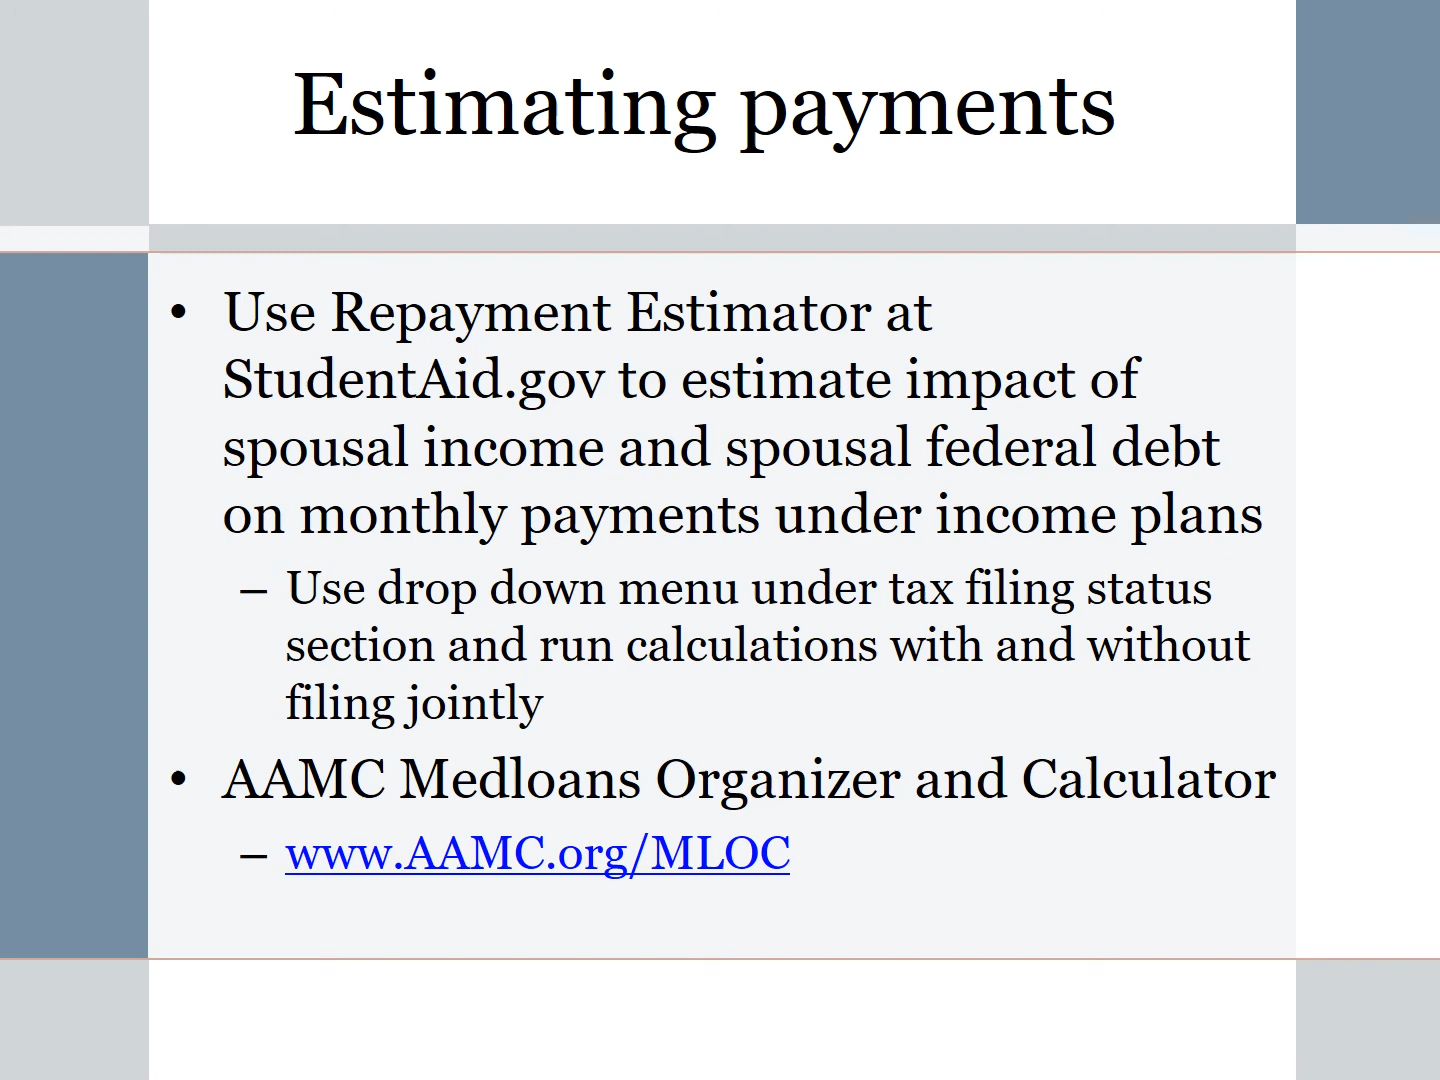 Estimating payments
• Use Repayment Estimator at
StudentAid.gov to estimate impact of
spousal income and spousal federal debt
on monthly payments under income plans
– Use drop down menu under tax filing status
section and run calculations with and without
filing jointly
• AAMC Medloans Organizer and Calculator
– www.AAMC.org/MLOC